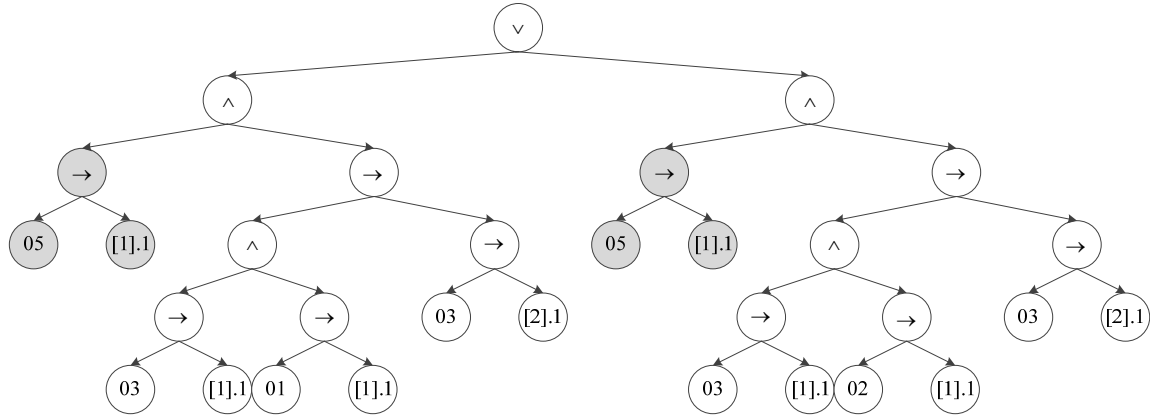 ∨
∧ ∧
→ → → →
05 [1].1 ∧ → 05 [1].1 ∧ →
→ → 03 [2].1 → → 03 [2].1
03 [1].1 01 [1].1 03 [1].1 02 [1].1